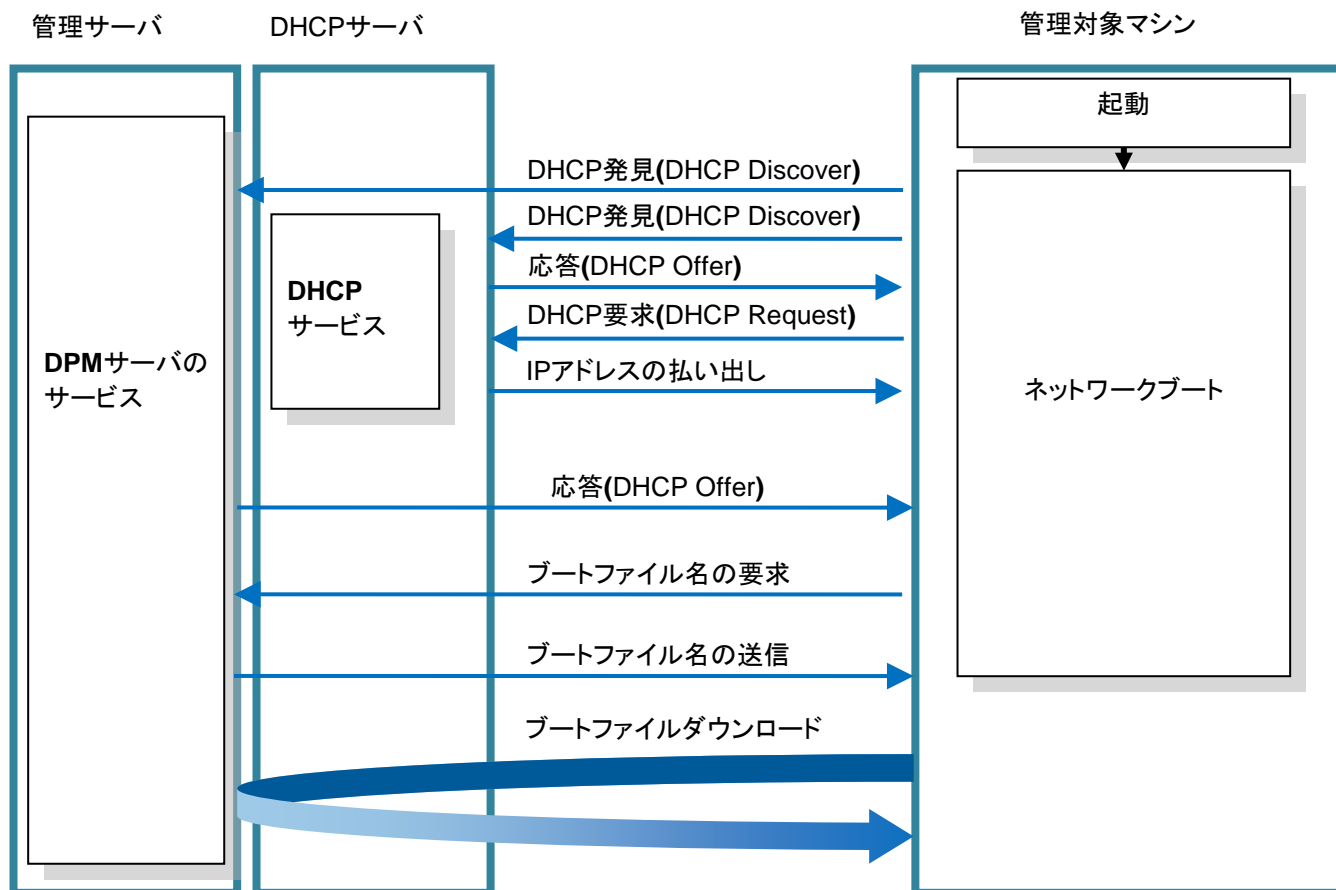 管理サーバ
DHCPサーバ
管理対象マシン
起動
DHCP発見(DHCP Discover)
DHCP発見(DHCP Discover)
応答(DHCP Offer)
DHCP
サービス
DHCP要求(DHCP Request)
DPMサーバの
サービス
IPアドレスの払い出し
ネットワークブート
応答(DHCP Offer)
ブートファイル名の要求
ブートファイル名の送信
ブートファイルダウンロード